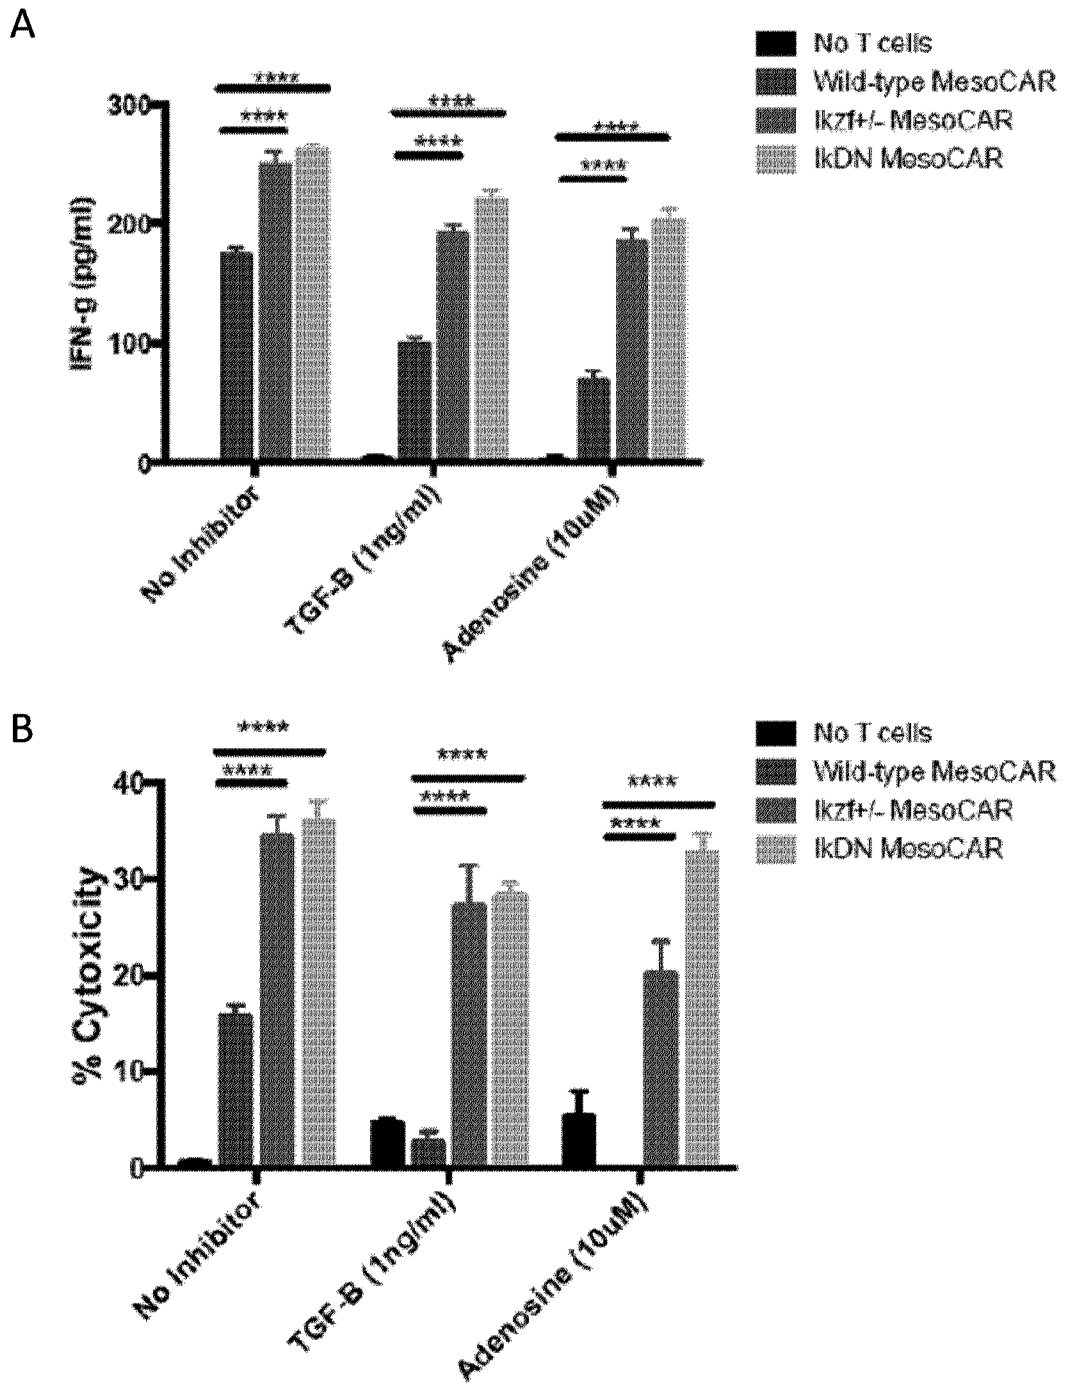 A
No T cells
Wild-type MesoCAR
Ikzf+/- MesoCAR
IkDN MesoCAR
****
****
****
****
****
****
300
200
100
0
IFN-g (pg/ml)
No Inhibitor
TGF-B (1ng/ml)
Adenosine (10uM)
B
No T cells
Wild-type MesoCAR
Ikzf+/- MesoCAR
IkDN MesoCAR
****
****
****
****
****
****
40
30
20
10
0
% Cytoxicity
No Inhibitor
TGF-B (1ng/ml)
Adenosine (10uM)